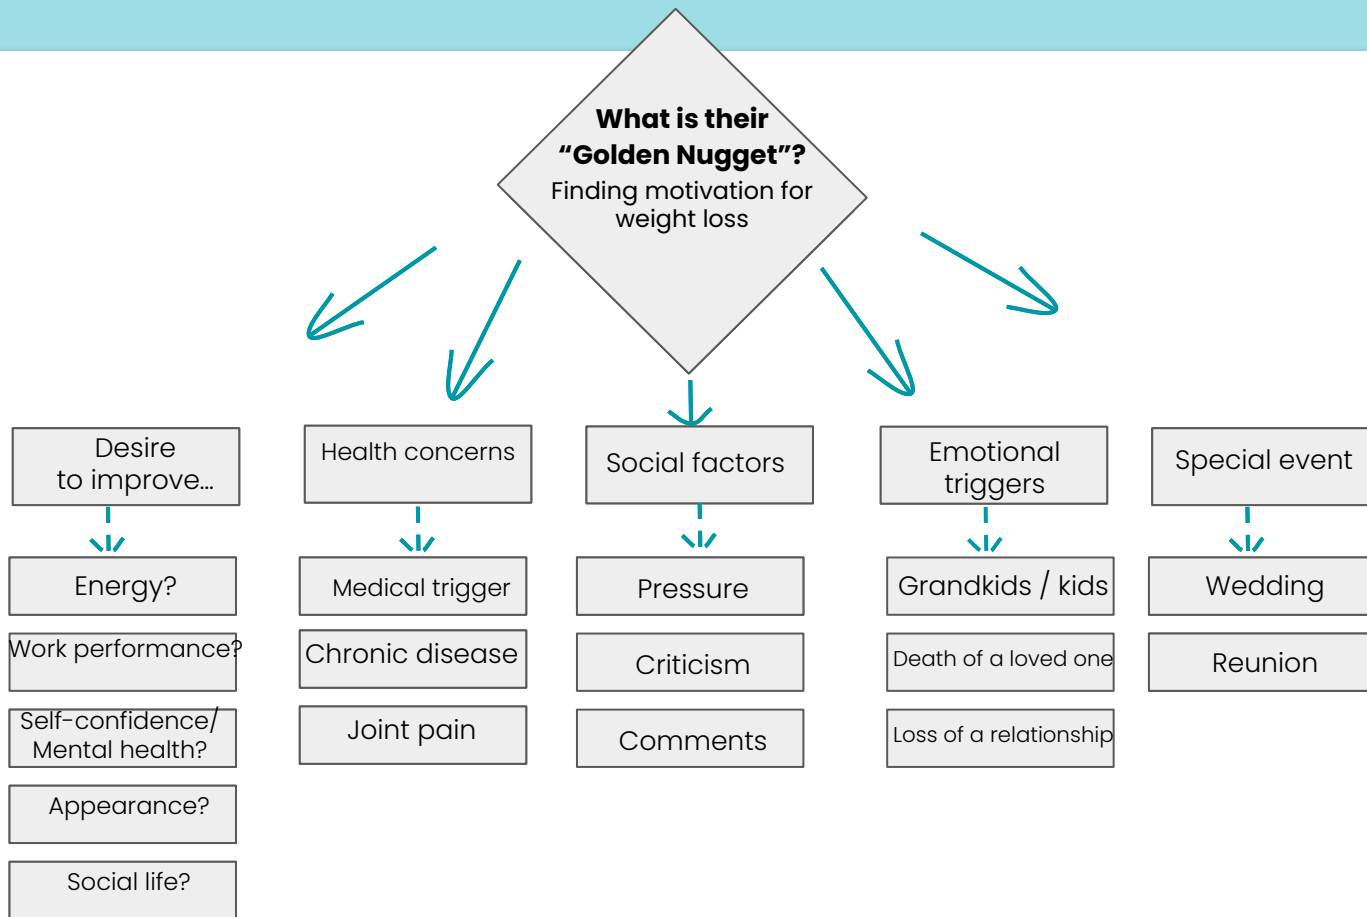 What is their
“Golden Nugget”?
Finding motivation for
weight loss
Desire
to improve...
Energy?
Work performance?
Self-confidence/
Mental health?
Appearance?
Social life?
Health concerns
Medical trigger
Chronic disease
Joint pain
Social factors
Pressure
Criticism
Comments
Emotional
triggers
Grandkids / kids
Death of a loved one
Loss of a relationship
Special event
Wedding
Reunion